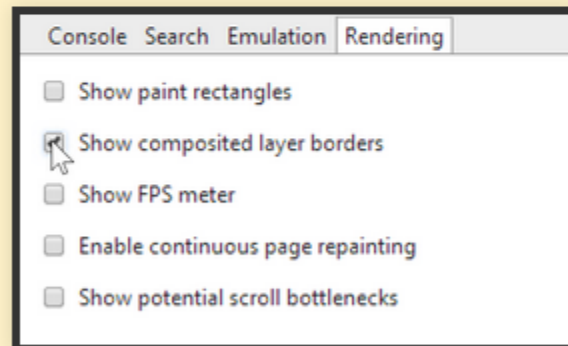 Console Search Emulation Rendering
Show paint rectangles
Show composited layer borders
Show FPS meter
Enable continuous page repainting
Show potential scroll bottlenecks